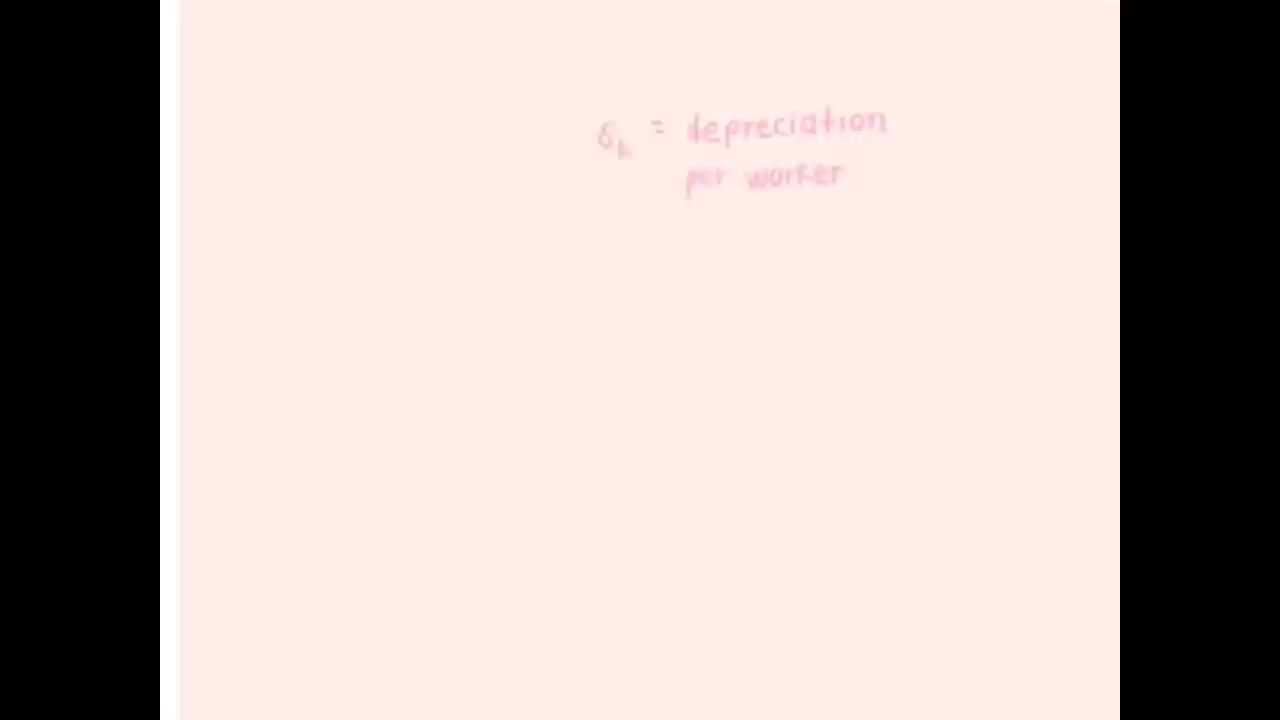 δk = depreciation
per worker